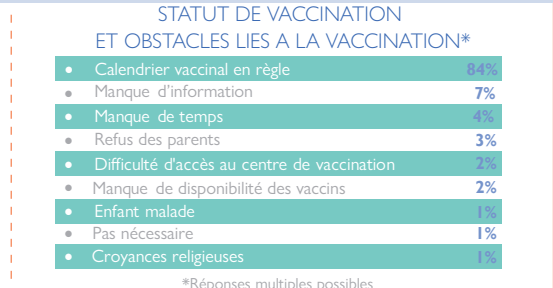 STATUT DE VACCINATION
ET OBSTACLES LIES A LA VACCINATION*
• Calendrier vaccinal en règle 84%
• Manque d'information 7%
• Manque de temps 4%
• Refus des parents 3%
• Difficulté d'accès au centre de vaccination 2%
• Manque de disponibilité des vaccins 2%
• Enfant malade 1%
• Pas nécessaire 1%
• Croyances religieuses 1%
*Réponses multiples possibles